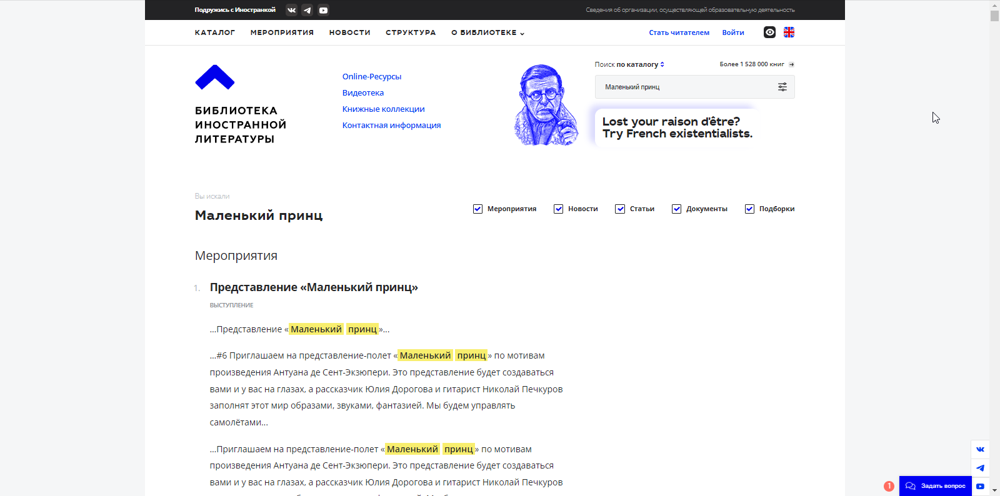 Подружись с Иностранкой
Сведения об организации, осуществляющей образовательную деятельность
КАТАЛОГ МЕРОПРИЯТИЯ НОВОСТИ СТРУКТУРА О БИБЛИОТЕКЕ
Стать читателем Войти
БИБЛИОТЕКА
ИНОСТРАННОЙ
ЛИТЕРАТУРЫ
Online-Ресурсы
Видеотека
Книжные коллекции
Контактная информация
Поиск по каталогу
Более 1 528 000 книг
Маленький принц
Lost your raison d'être?
Try French existentialists.
Вы искали
Маленький принц
Мероприятия Новости Статьи Документы Подборки
Мероприятия
1. Представление «Маленький принц»
ВЫСТУПЛЕНИЕ
...Представление «Маленький принц»...
...#6 Приглашаем на представление-полет «Маленький принц» по мотивам
произведения Антуана де Сент-Экзюпери. Это представление будет создаваться
вами и у вас на глазах, а рассказчик Юлия Дорогова и гитарист Николай Печкуров
заполнят этот мир образами, звуками, фантазией. Мы будем управлять
самолётами...
...Приглашаем на представление-полет «Маленький принц» по мотивам
произведения Антуана де Сент-Экзюпери. Это представление будет создаваться
вами и у вас на глазах, а рассказчик Юлия Дорогова и гитарист Николай Печкуров
1
Задать вопрос